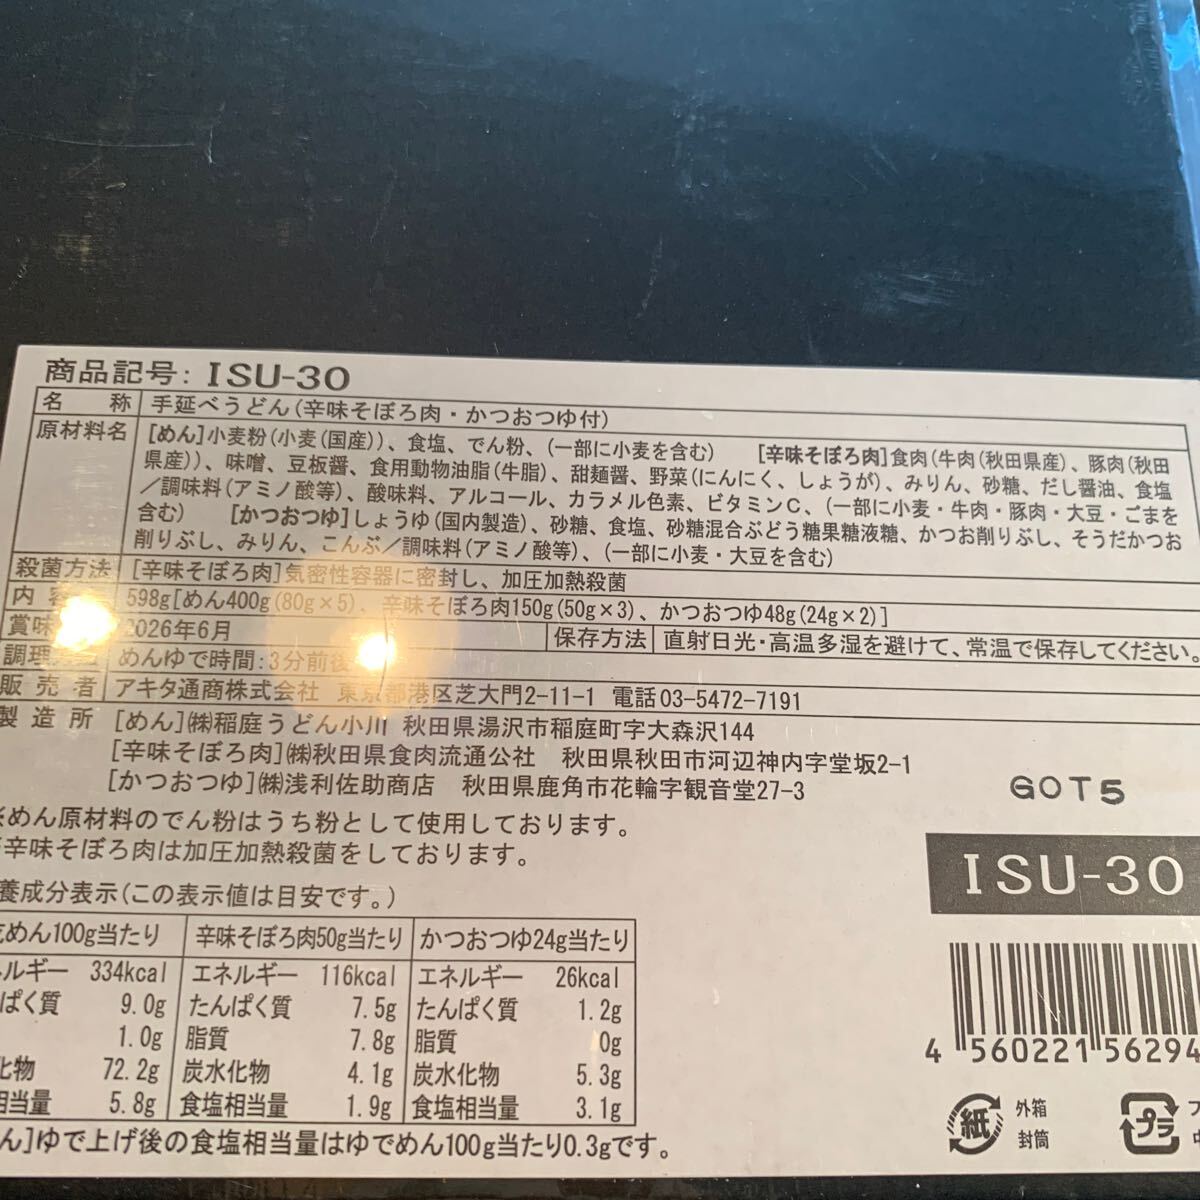 商品記号: ISU-30
名 称 手延べうどん(辛味そぼろ肉・かつおつゆ付)
原材料名 [めん]小麦粉(小麦(国産))、食塩、でん粉、(一部に小麦を含む) [辛味そぼろ肉]食肉(牛肉(秋田県産)、豚肉(秋田
県産))、味噌、豆板醤、食用動物油脂(牛脂)、甜麺醤、野菜(にんにく、しょうが)、みりん、砂糖、だし醤油、食塩
/調味料(アミノ酸等)、酸味料、アルコール、カラメル色素、ビタミンC、(一部に小麦・牛肉・豚肉・大豆・ごまを
含む) [かつおつゆ]しょうゆ(国内製造)、砂糖、食塩、砂糖混合ぶどう糖果糖液糖、かつお削りぶし、そうだかつお
削りぶし、みりん、こんぶ/調味料(アミノ酸等)、(一部に小麦・大豆を含む)
殺菌方法 [辛味そぼろ肉]気密性容器に密封し、加圧加熱殺菌
内 容 598g[めん400g(80g×5)、辛味そぼろ肉150g(50g×3)、かつおつゆ48g(24g×2)]
賞味 2026年6月 保存方法 直射日光・高温多湿を避けて、常温で保存してください。
調理 めんゆで時間:3分前後
販 売 者 アキタ通商株式会社 東京都港区芝大門2-11-1 電話03-5472-7191
製 造 所 [めん]㈱稲庭うどん小川 秋田県湯沢市稲庭町字大森沢144
[辛味そぼろ肉]㈱秋田県食肉流通公社 秋田県秋田市河辺神内字堂坂2-1
[かつおつゆ]㈱浅利佐助商店 秋田県鹿角市花輪字観音堂27-3
GOT5
※めん原材料のでん粉はうち粉として使用しております。
辛味そぼろ肉は加圧加熱殺菌をしております。
ISU-30
養成分表示(この表示値は目安です。)
めん100g当たり 辛味そぼろ肉50g当たり かつおつゆ24g当たり
ルギー 334kcal エネルギー 116kcal エネルギー 26kcal
ぱく質 9.0g たんぱく質 7.5g たんぱく質 1.2g
1.0g 脂質 7.8g 脂質 0g
化物 72.2g 炭水化物 4.1g 炭水化物 5.3g
相当量 5.8g 食塩相当量 1.9g 食塩相当量 3.1g
ん]ゆで上げ後の食塩相当量はゆでめん100g当たり0.3gです。
4 560221 56294
紙 外箱
封筒
プラ